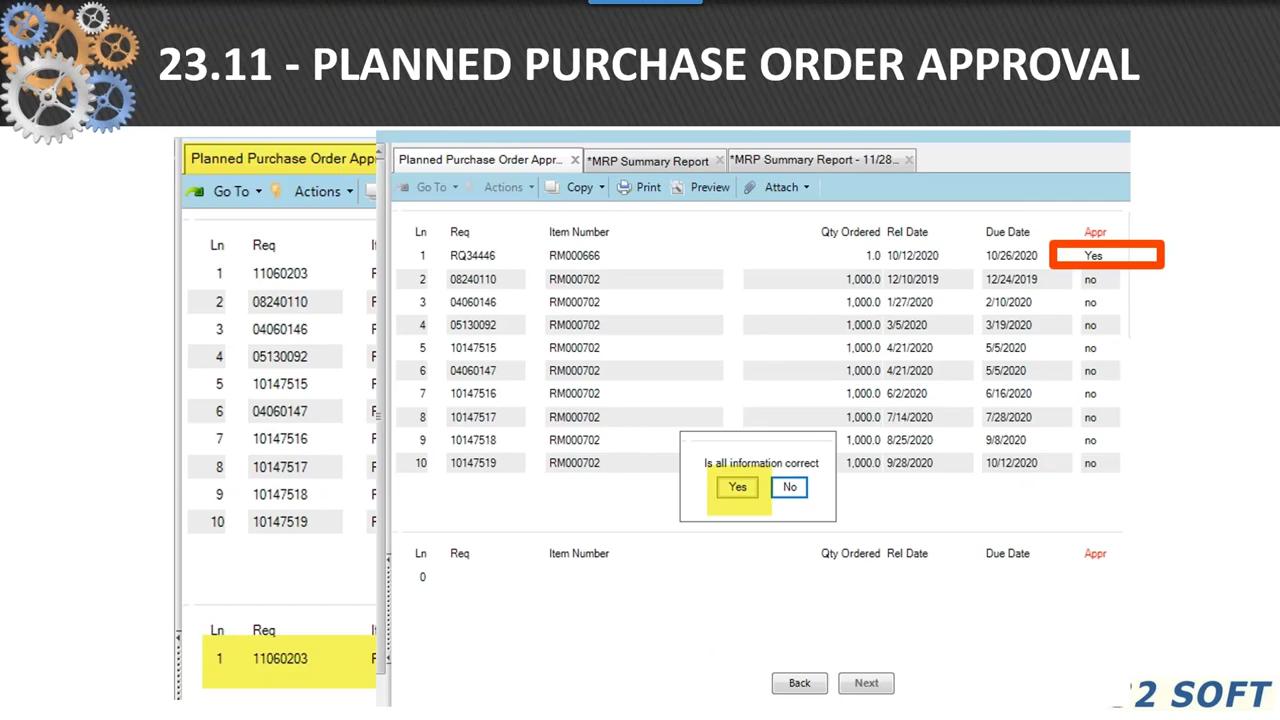 23.11 - PLANNED PURCHASE ORDER APPROVAL
Planned Purchase Order App
Go To Actions
Ln Req
1 11060203
2 08240110
3 04060146
4 05130092
5 10147515
6 04060147
7 10147516
8 10147517
9 10147518
10 10147519
Ln Req
1 11060203
Planned Purchase Order Appr... *MRP Summary Report *MRP Summary Report - 11/28...
Go To Actions Copy Print Preview Attach
Ln Req Item Number Qty Ordered Rel Date Due Date Appr
1 RQ34446 RM000666 1.0 10/12/2020 10/26/2020 Yes
2 08240110 RM000702 1,000.0 12/10/2019 12/24/2019 no
3 04060146 RM000702 1,000.0 1/27/2020 2/10/2020 no
4 05130092 RM000702 1,000.0 3/5/2020 3/19/2020 no
5 10147515 RM000702 1,000.0 4/21/2020 5/5/2020 no
6 04060147 RM000702 1,000.0 4/21/2020 5/5/2020 no
7 10147516 RM000702 1,000.0 6/2/2020 6/16/2020 no
8 10147517 RM000702 1,000.0 7/14/2020 7/28/2020 no
9 10147518 RM000702 1,000.0 8/25/2020 9/8/2020 no
10 10147519 RM000702 1,000.0 9/28/2020 10/12/2020 no
Is all information correct
Yes No
Ln Req Item Number Qty Ordered Rel Date Due Date Appr
0
Back Next
2 SOFT